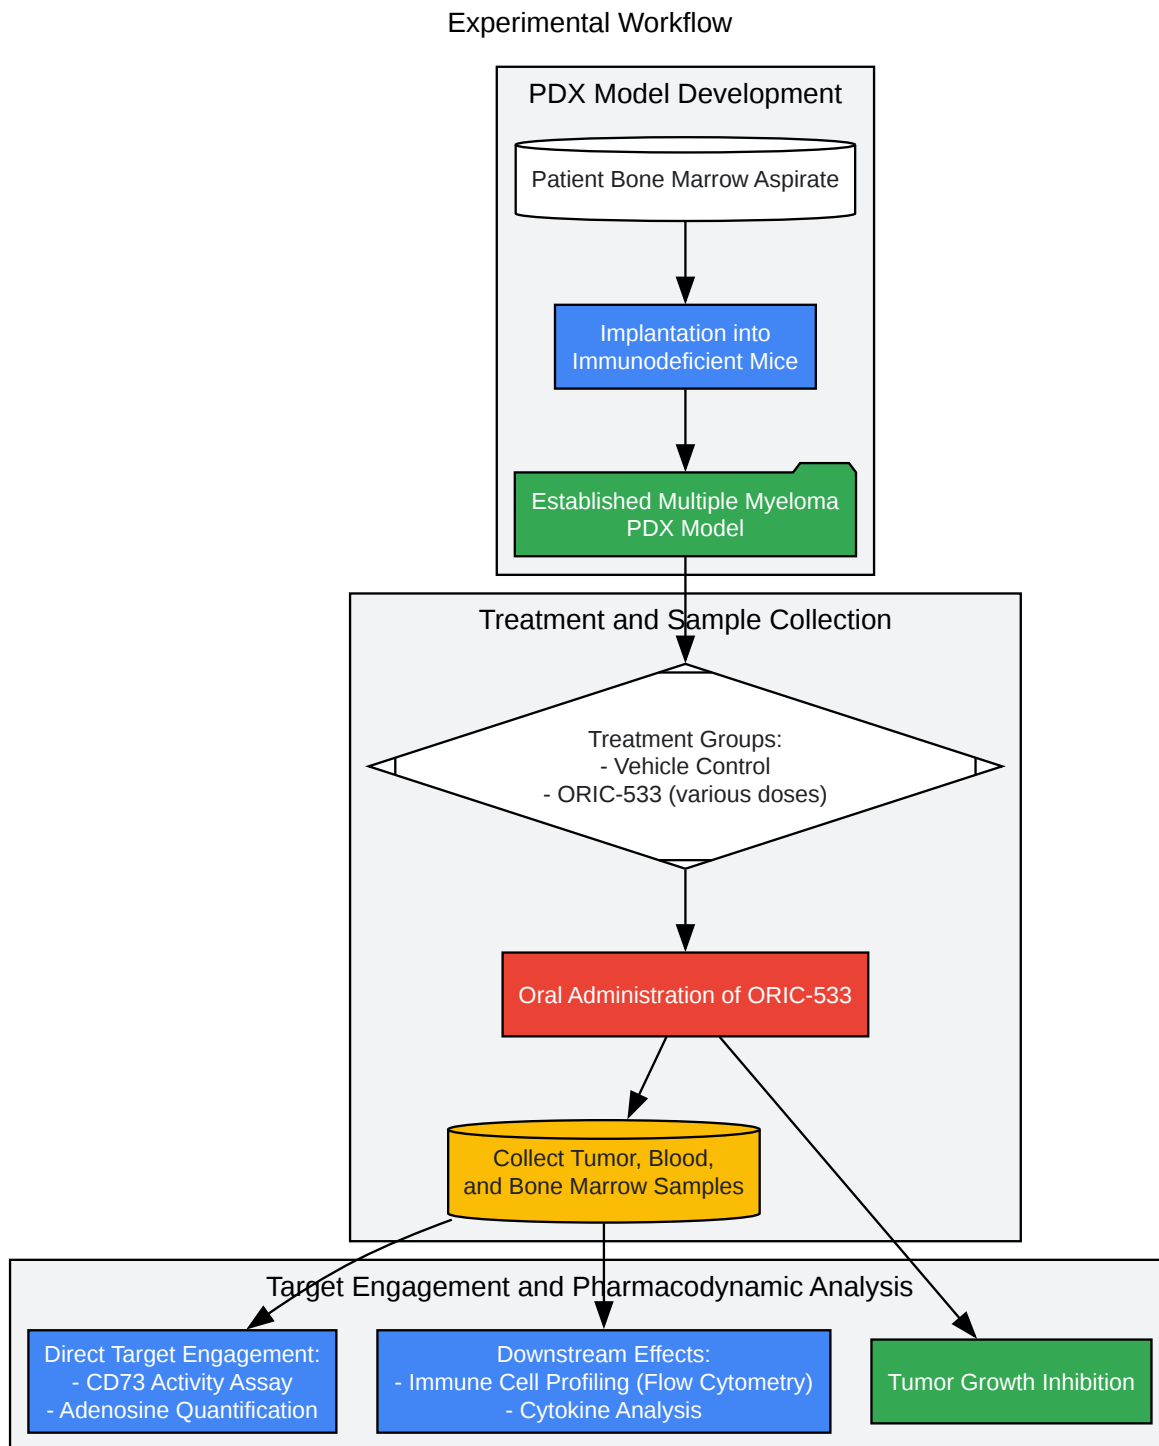 Experimental Workflow
PDX Model Development
Patient Bone Marrow Aspirate
Implantation into
Immunodeficient Mice
Established Multiple Myeloma
PDX Model
Treatment and Sample Collection
Treatment Groups:
- Vehicle Control
- ORIC-533 (various doses)
Oral Administration of ORIC-533
Collect Tumor, Blood,
and Bone Marrow Samples
Target Engagement and Pharmacodynamic Analysis
Direct Target Engagement:
- CD73 Activity Assay
- Adenosine Quantification
Downstream Effects:
- Immune Cell Profiling (Flow Cytometry)
- Cytokine Analysis
Tumor Growth Inhibition